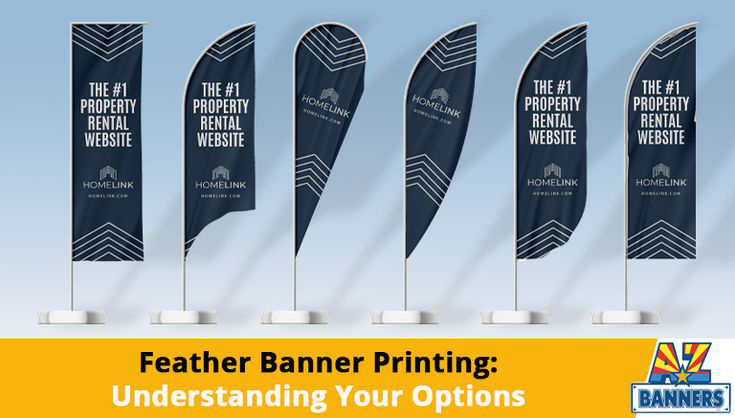 THE #1
PROPERTY
RENTAL
WEBSITE
HOMELINK
HOMELINK.COM
THE #1
PROPERTY
RENTAL
WEBSITE
HOMELINK
HOMELINK.COM
HOMELINK
HOMELINK.COM
HOMELINK
HOMELINK.COM
THE #1
PROPERTY
RENTAL
WEBSITE
HOMELINK
HOMELINK.COM
THE #1
PROPERTY
RENTAL
WEBSITE
HOMELINK
HOMELINK.COM
Feather Banner Printing:
Understanding Your Options
AZ
BANNERS